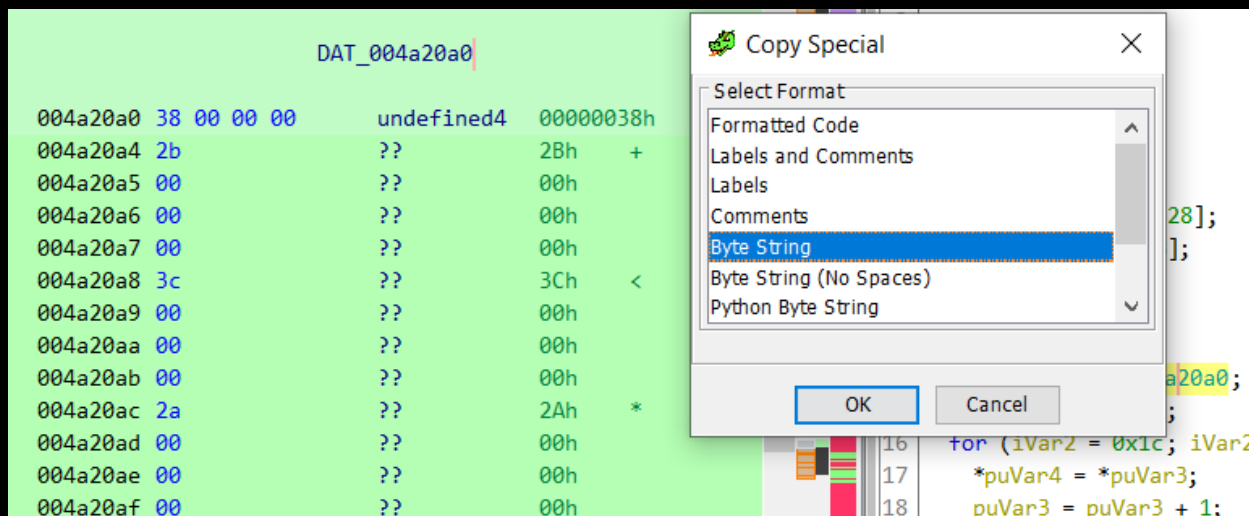 DAT_004a20a0
004a20a0 38 00 00 00 undefined4 00000038h
004a20a4 2b ?? 2Bh +
004a20a5 00 ?? 00h
004a20a6 00 ?? 00h
004a20a7 00 ?? 00h
004a20a8 3c ?? 3Ch <
004a20a9 00 ?? 00h
004a20aa 00 ?? 00h
004a20ab 00 ?? 00h
004a20ac 2a ?? 2Ah *
004a20ad 00 ?? 00h
004a20ae 00 ?? 00h
004a20af 00 ?? 00h
Copy Special
Select Format
Formatted Code
Labels and Comments
Labels
Comments
Byte String
Byte String (No Spaces)
Python Byte String
OK
Cancel
28];
];
a20a0;
;
16 for (iVar2 = 0x1c; iVar2
17 *puVar4 = *puVar3;
18 puVar3 = puVar3 + 1;